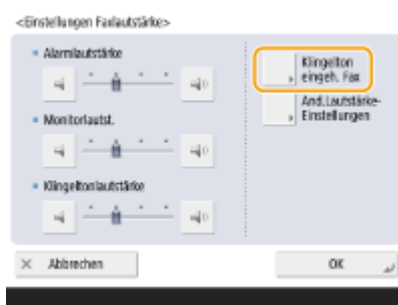 <Einstellungen Faxlautstärke>
Alarmlautstärke
Klingelton
eingeh. Fax
And.Lautstärke-
Einstellungen
Monitorlautst.
Klingeltonlautstärke
× Abbrechen
OK